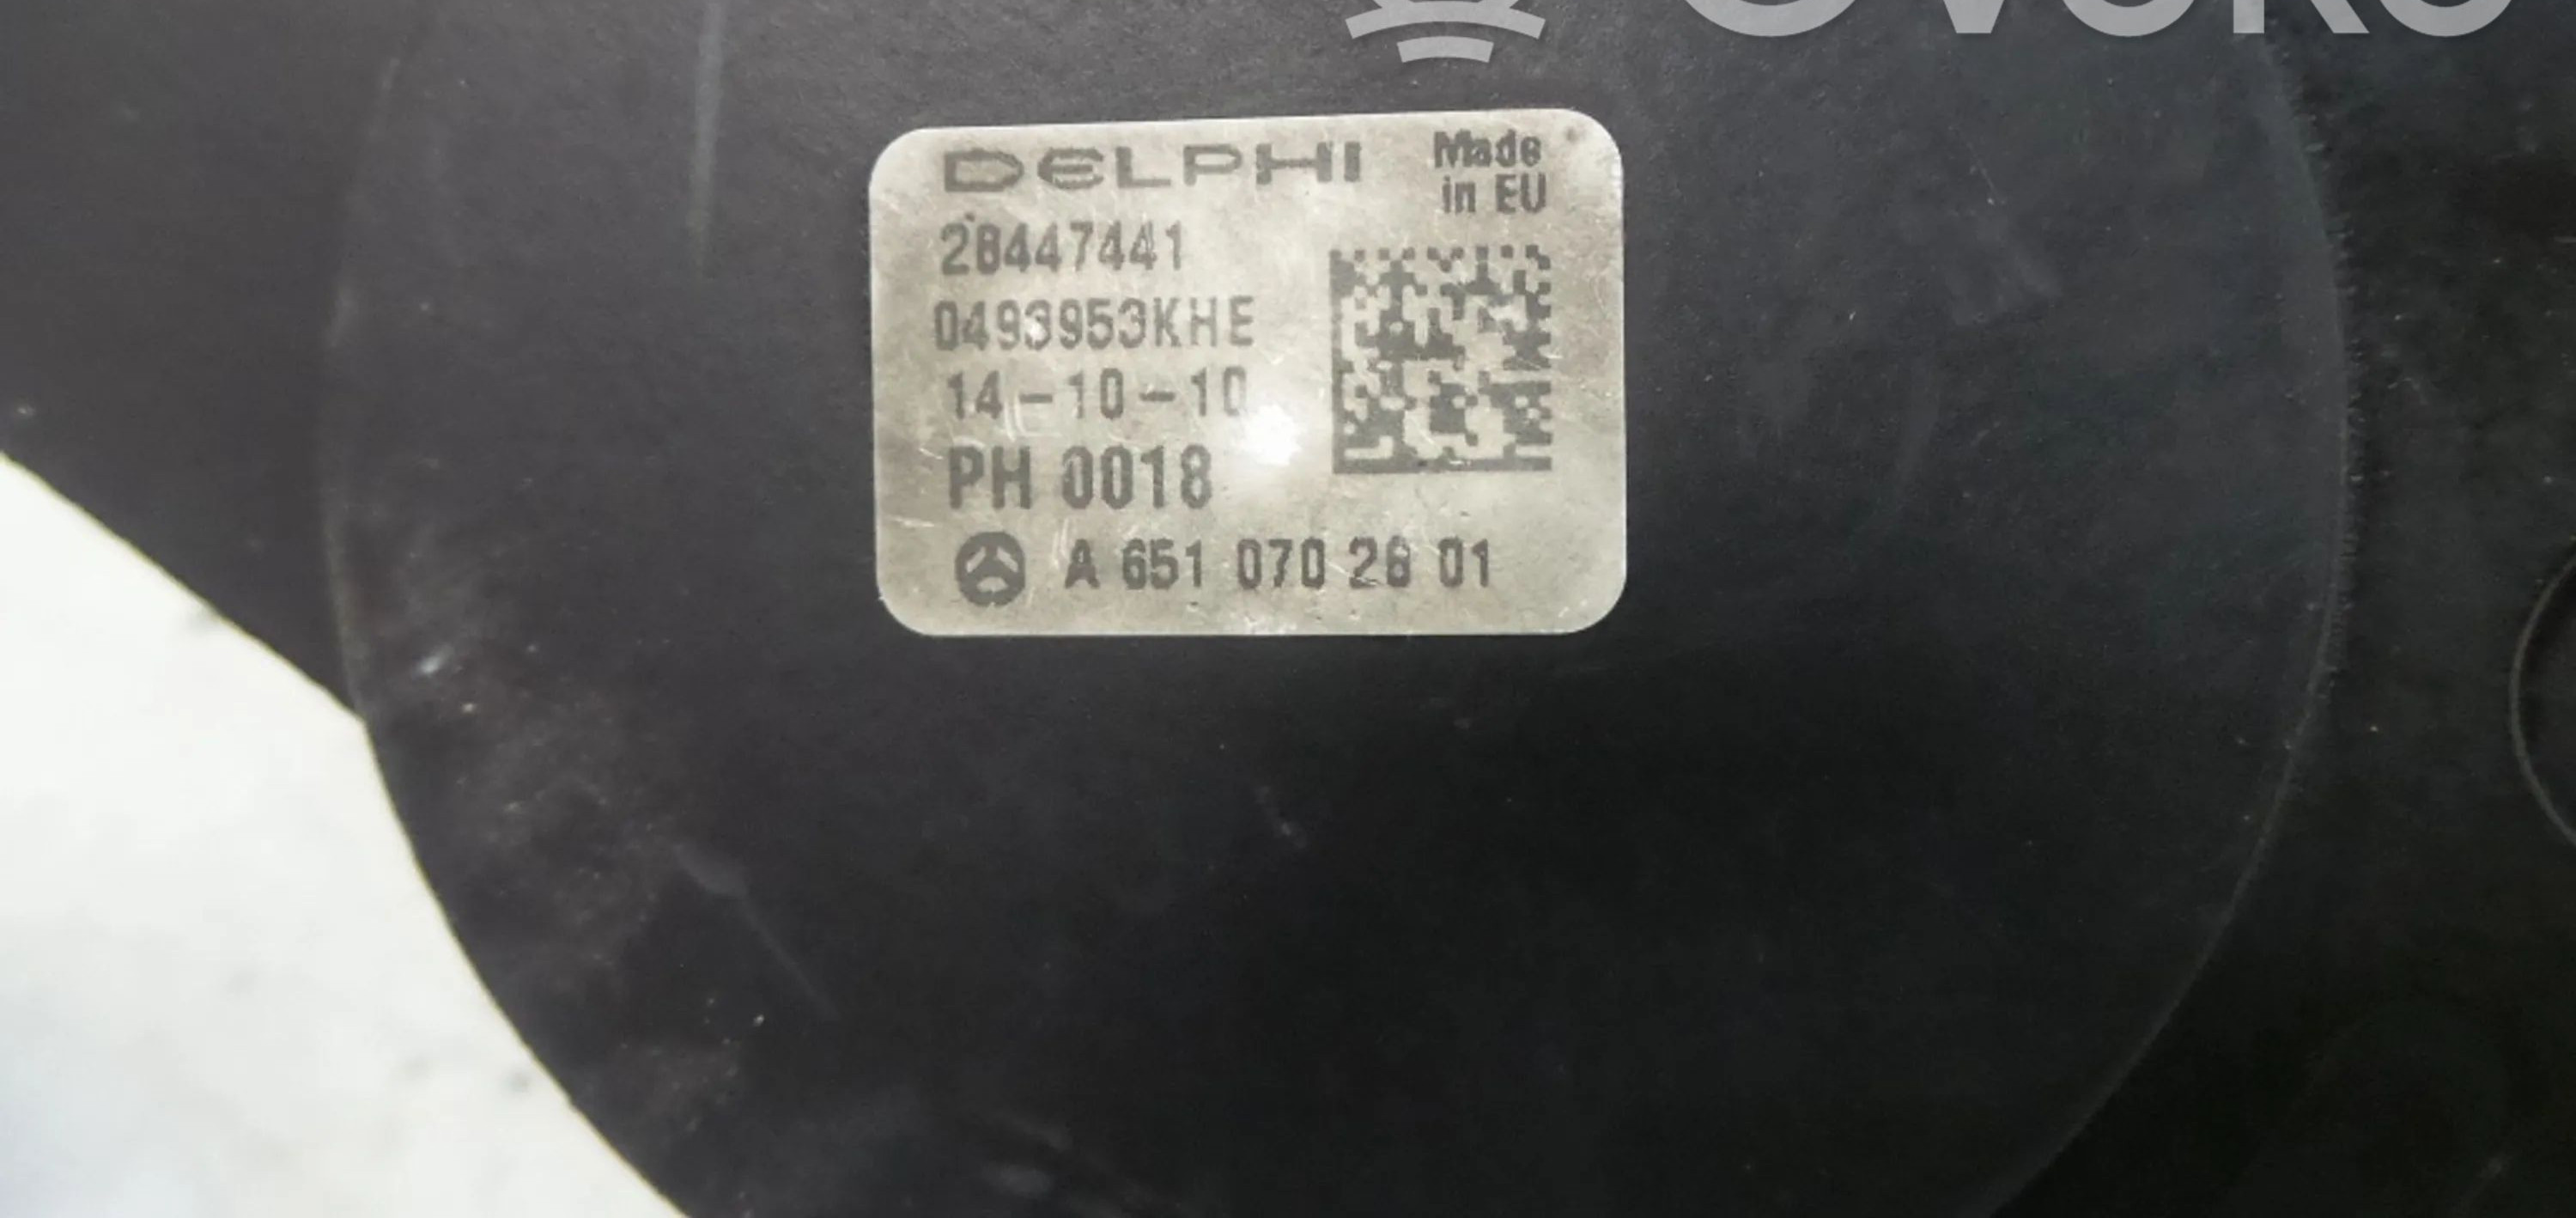 DELPHI
Made
in EU
28447441
0493953KHE
14-10-10
PH 0018
A 651 070 28 01